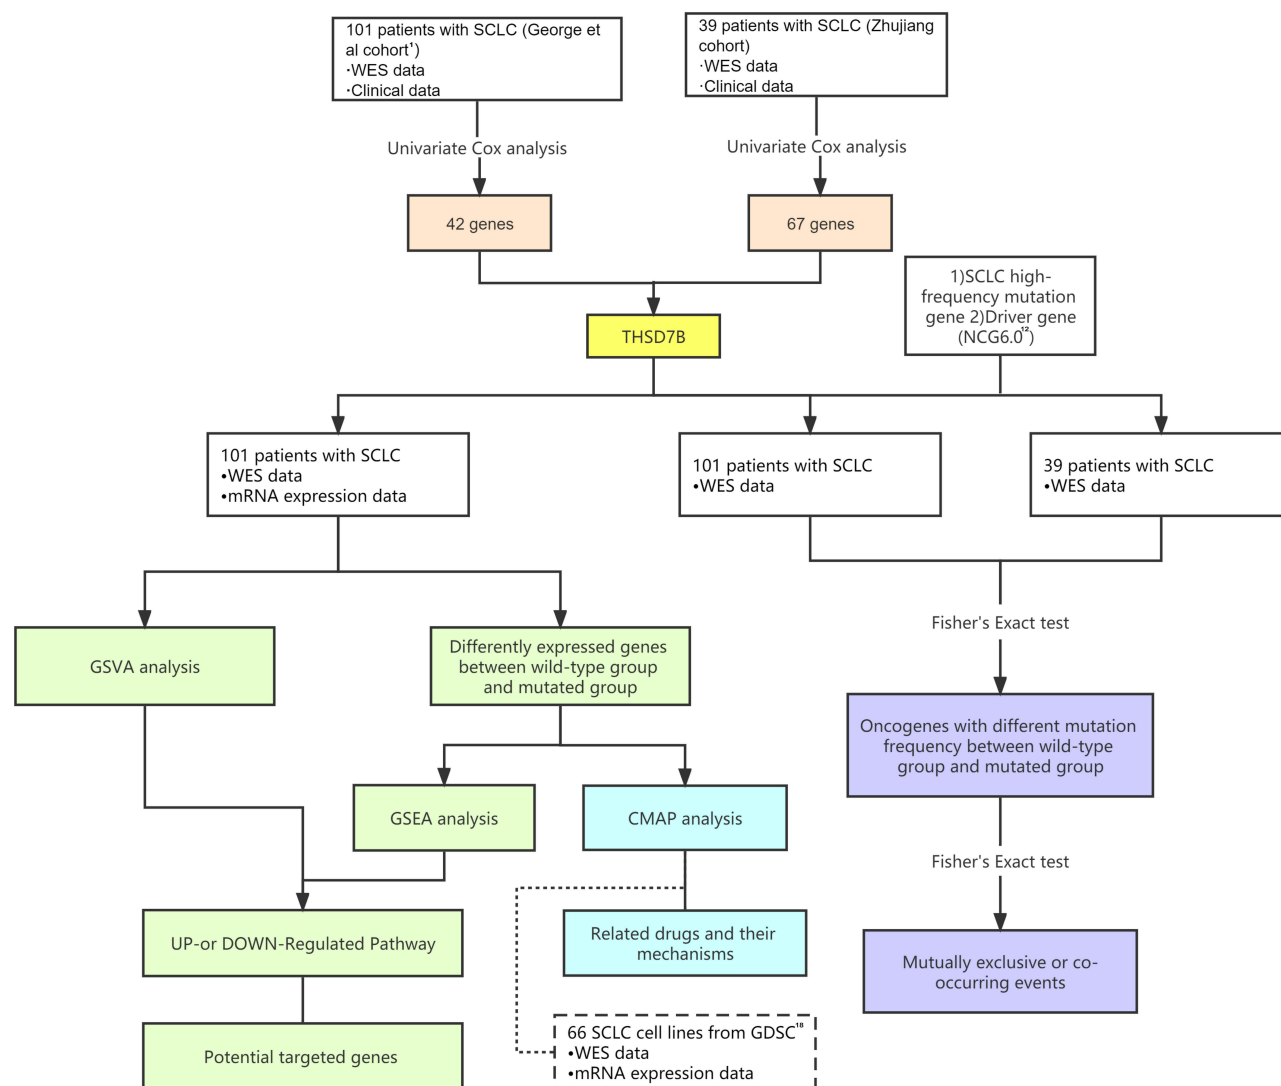 101 patients with SCLC (George et
al cohort¹)
·WES data
·Clinical data
39 patients with SCLC (Zhujiang
cohort)
·WES data
·Clinical data
Univariate Cox analysis
Univariate Cox analysis
42 genes
67 genes
1)SCLC high-
frequency mutation
gene 2)Driver gene
(NCG6.0¹²)
THSD7B
101 patients with SCLC
•WES data
•mRNA expression data
101 patients with SCLC
•WES data
39 patients with SCLC
•WES data
Fisher's Exact test
GSVA analysis
Differently expressed genes
between wild-type group
and mutated group
Oncogenes with different mutation
frequency between wild-type
group and mutated group
GSEA analysis
CMAP analysis
Fisher's Exact test
UP-or DOWN-Regulated Pathway
Related drugs and their
mechanisms
Mutually exclusive or co-
occurring events
Potential targeted genes
66 SCLC cell lines from GDSC¹⁸
•WES data
•mRNA expression data